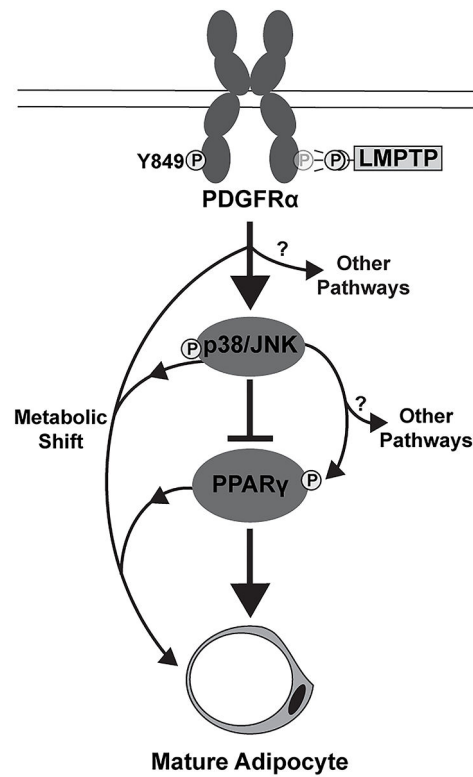 Y849 P P P LMPTP
PDGFRα
?
Other
Pathways
P p38/JNK
?
Metabolic
Shift
Other
Pathways
PPARγ P
Mature Adipocyte